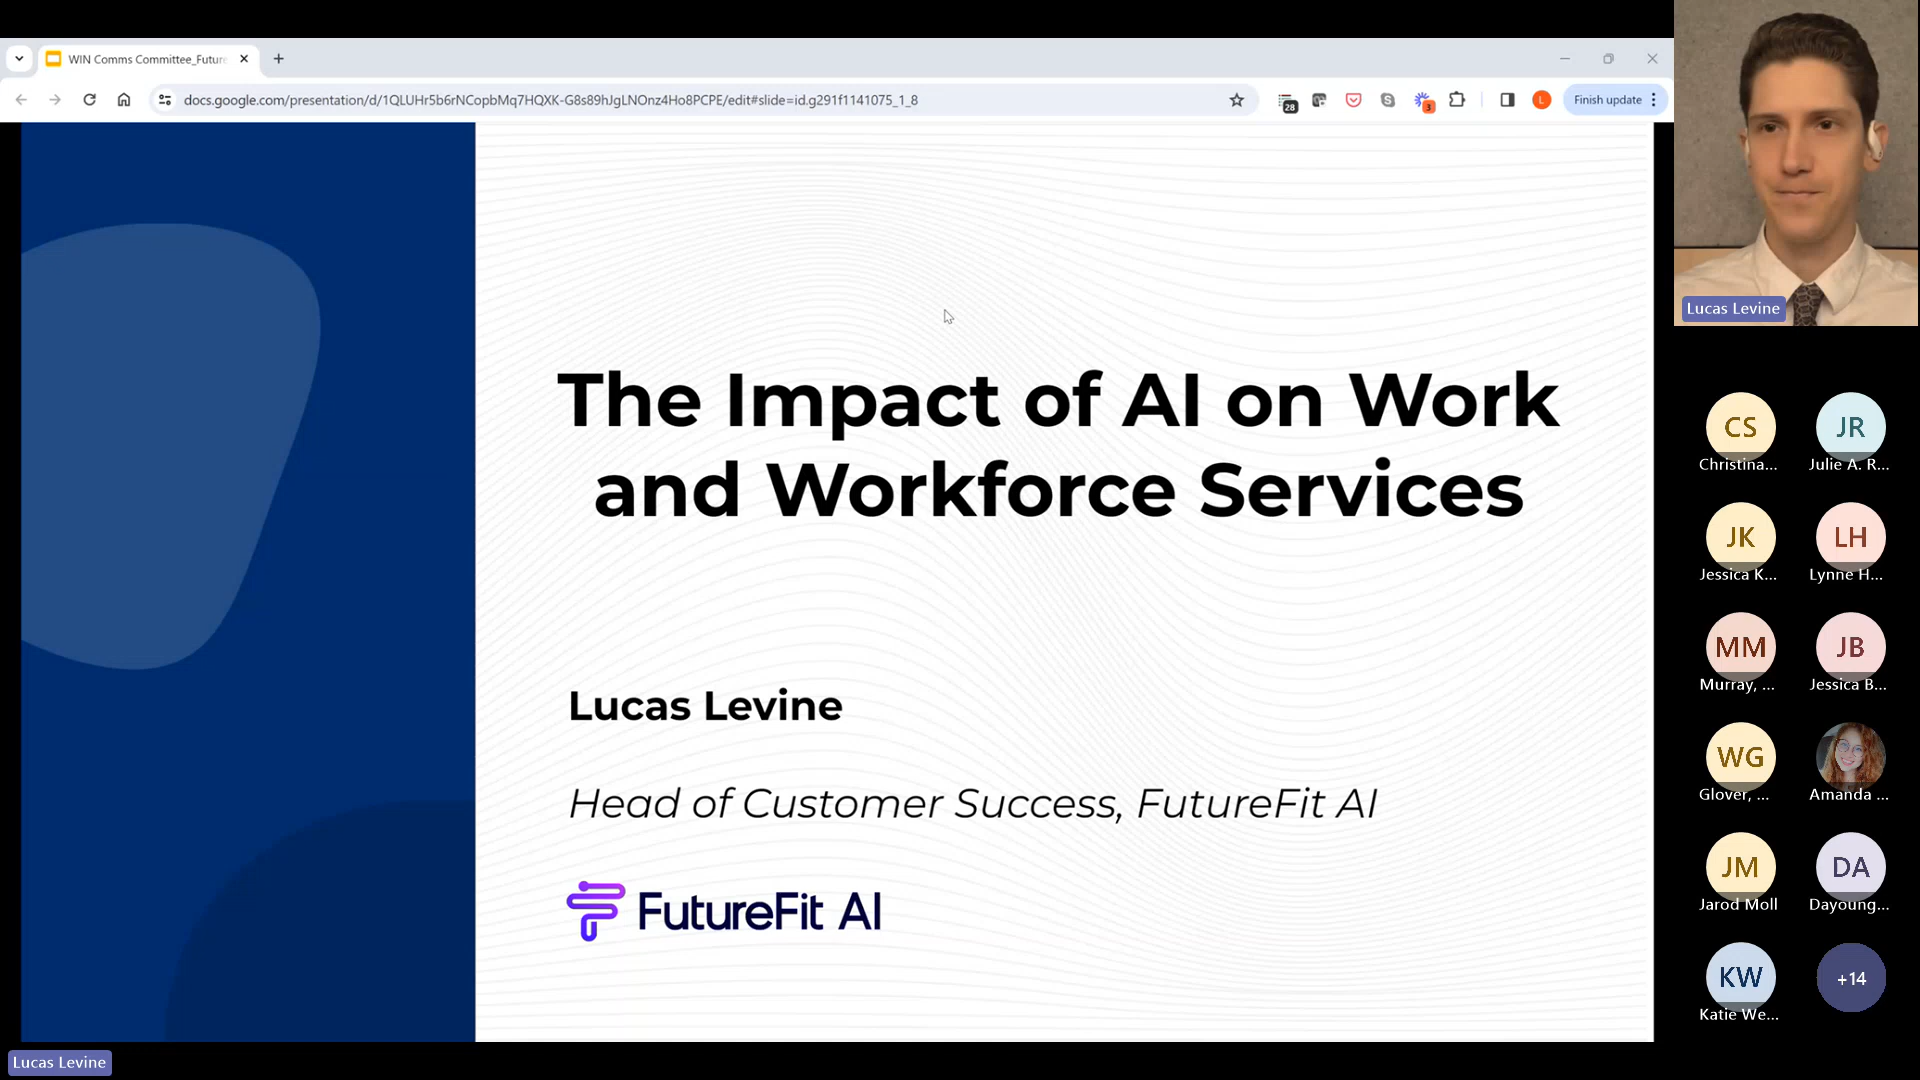 WIN Comms Committee_Future
docs.google.com/presentation/d/1QLUHr5b6rNCopbMq7HQXK-G8s89hJgLNOnz4Ho8PCPE/edit#slide=id.g291f1141075_1_8
28
3
L
Finish update
The Impact of AI on Work
and Workforce Services
Lucas Levine
Head of Customer Success, FutureFit AI
FutureFit AI
Lucas Levine
CS
Christina...
JR
Julie A. R...
JK
Jessica K...
LH
Lynne H...
MM
Murray, ...
JB
Jessica B...
WG
Glover, ...
Amanda ...
JM
Jarod Moll
DA
Dayoung...
KW
Katie We...
+14
Lucas Levine